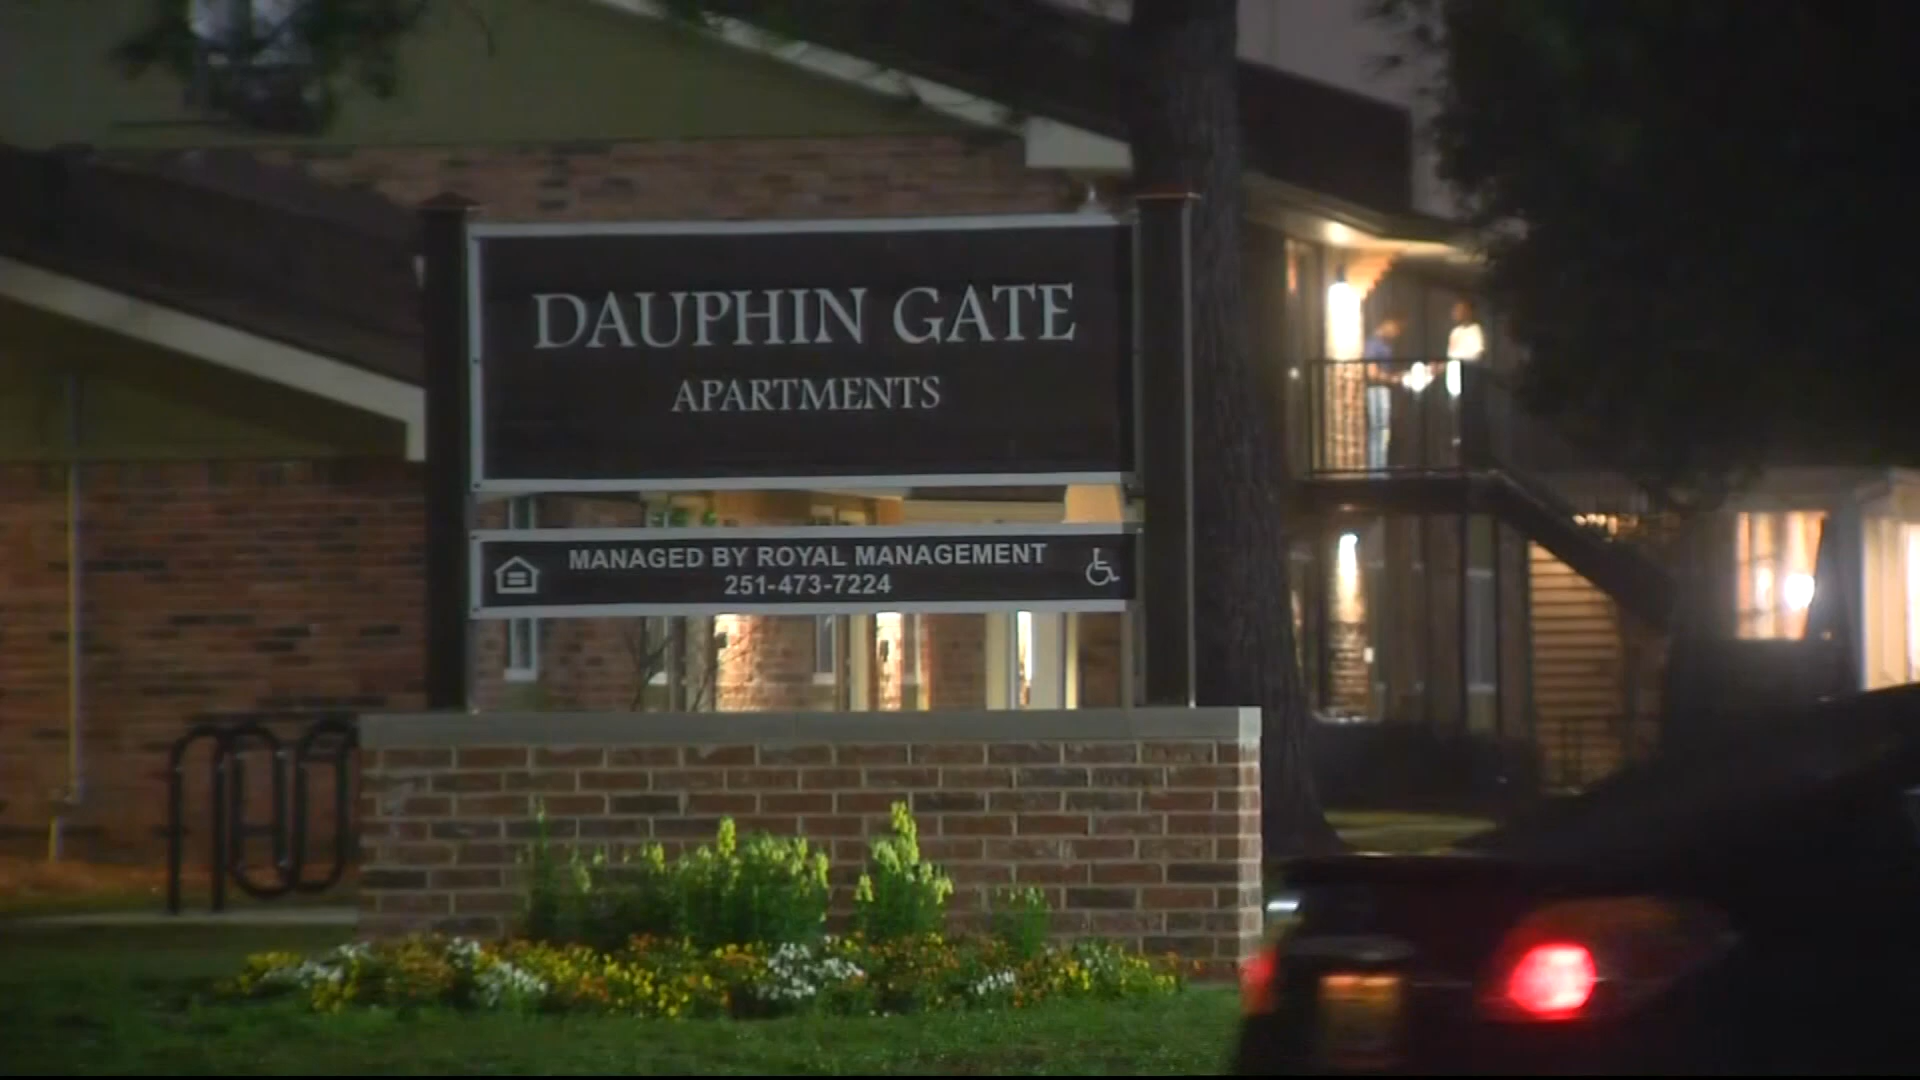 DAUPHIN GATE
APARTMENTS
MANAGED BY ROYAL MANAGEMENT
251-473-7224